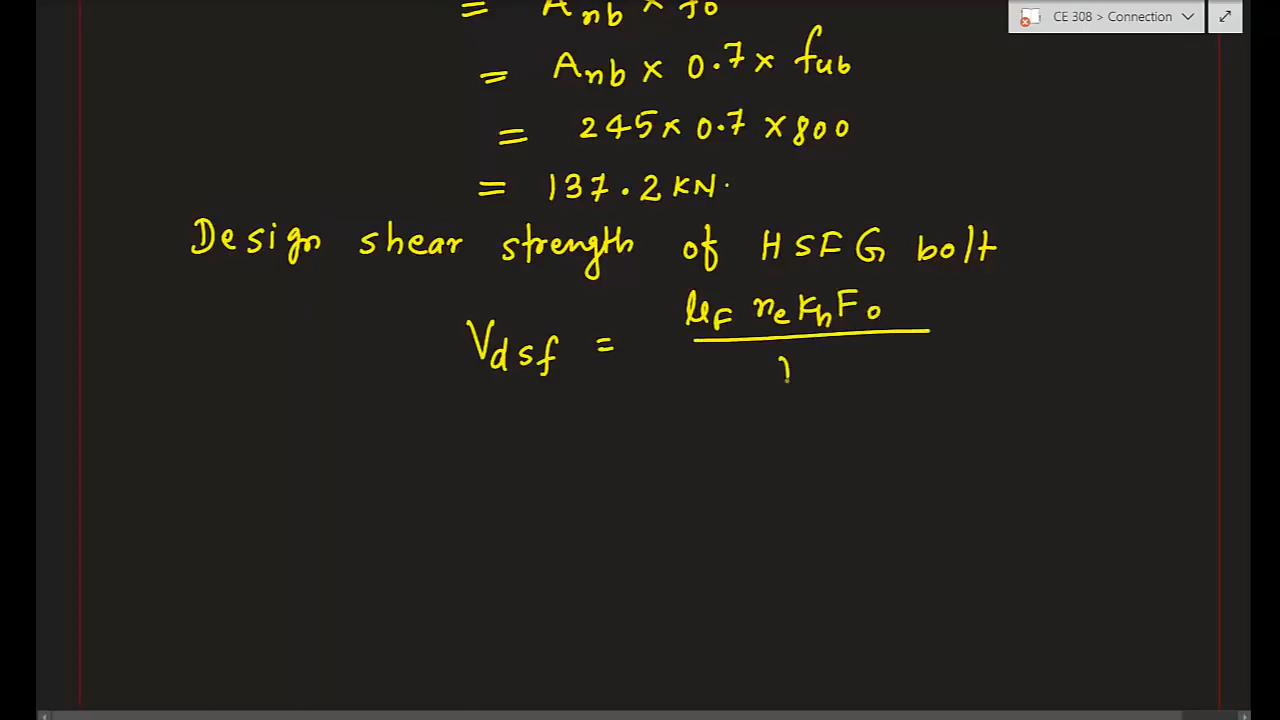 CE 308 > Connection
= Anb × fo
= Anb × 0.7 × fub
= 245 × 0.7 × 800
= 137.2 KN.
Design shear strength of HSFG bolt
Vdsf = μF ne Kh Fo